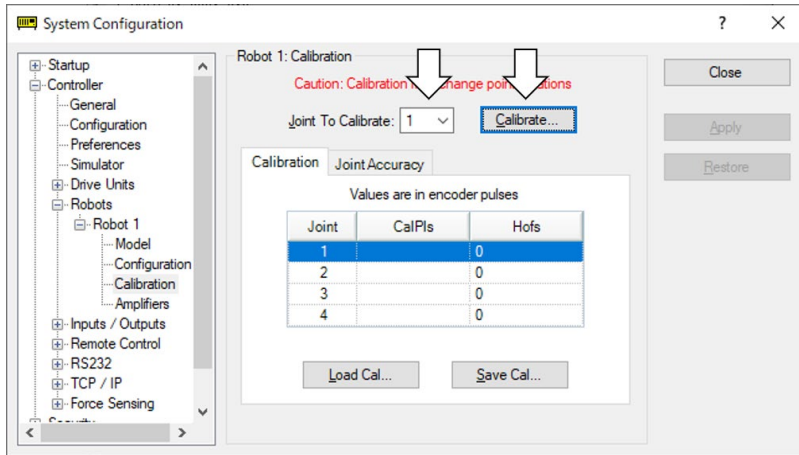 System Configuration
? ×
Startup
Controller
General
Configuration
Preferences
Simulator
Drive Units
Robots
Robot 1
Model
Configuration
Calibration
Amplifiers
Inputs / Outputs
Remote Control
RS232
TCP / IP
Force Sensing
Robot 1: Calibration
Caution: Calibration
Joint To Calibrate: 1
Calibrate...
Calibration Joint Accuracy
Values are in encoder pulses
Joint CalPls Hofs
1 0
2 0
3 0
4 0
Load Cal... Save Cal...
Close
Apply
Restore